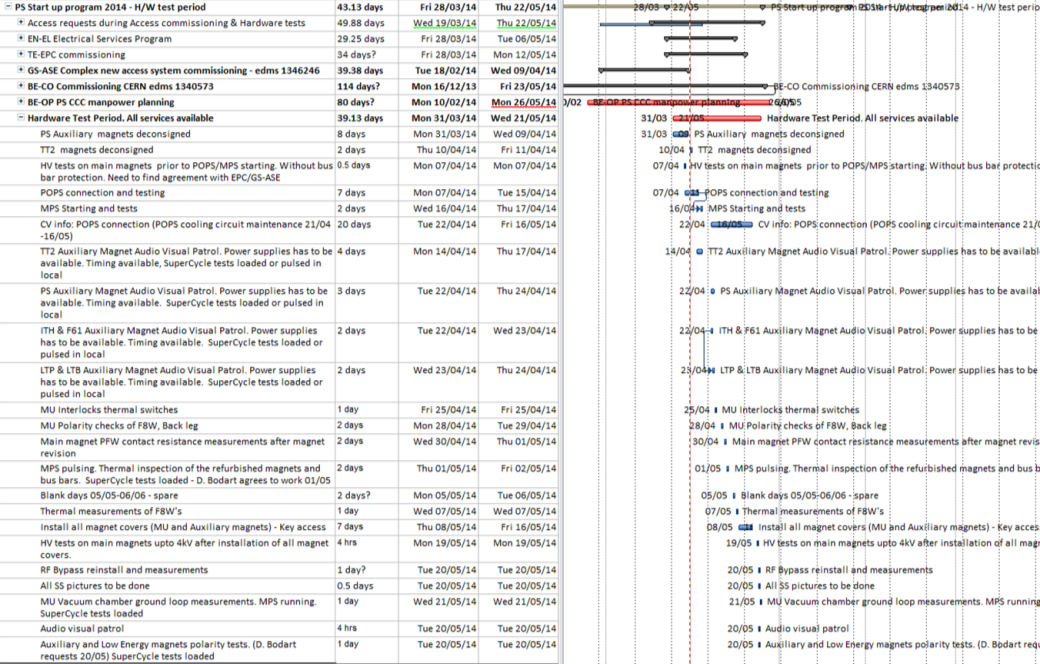 PS Start up program 2014 - H/W test period 43.13 days Fri 28/03/14 Thu 22/05/14 28/03 22/05
Access requests during Access commissioning & Hardware tests 49.88 days Wed 19/03/14 Thu 22/05/14
EN-EL Electrical Services Program 29.25 days Fri 28/03/14 Tue 06/05/14
TE-EPC commissioning 34 days? Fri 28/03/14 Mon 12/05/14
GS-ASE Complex new access system commissioning - edms 1346246 39.38 days Tue 18/02/14 Wed 09/04/14
BE-CO Commissioning CERN edms 1340573 114 days? Mon 16/12/13 Fri 23/05/14 BE-CO Commissioning CERN edms 1340573
BE-OP PS CCC manpower planning 80 days? Mon 10/02/14 Mon 26/05/14 0/02 BE-OP PS CCC manpower planning 26/05
Hardware Test Period. All services available 39.13 days Mon 31/03/14 Wed 21/05/14 31/03 21/05 Hardware Test Period. All services available
PS Auxiliary magnets deconsigned 8 days Mon 31/03/14 Wed 09/04/14 31/03 09 PS Auxiliary magnets deconsigned
TT2 magnets deconsigned 2 days Thu 10/04/14 Fri 11/04/14 10/04 TT2 magnets deconsigned
HV tests on main magnets prior to POPS/MPS starting. Without bus 0.5 days Mon 07/04/14 Mon 07/04/14 07/04 HV tests on main magnets prior to POPS/MPS starting. Without bus bar protectio
bar protection. Need to find agreement with EPC/GS-ASE
POPS connection and testing 7 days Mon 07/04/14 Tue 15/04/14 07/04 POPS connection and testing
MPS Starting and tests 2 days Wed 16/04/14 Thu 17/04/14 16/04 MPS Starting and tests
CV info: POPS connection (POPS cooling circuit maintenance 21/04 20 days Tue 22/04/14 Fri 16/05/14 22/04 16/05 CV info: POPS connection (POPS cooling circuit maintenance 21/0
-16/05)
TT2 Auxiliary Magnet Audio Visual Patrol. Power supplies has to be 4 days Mon 14/04/14 Thu 17/04/14 14/04 TT2 Auxiliary Magnet Audio Visual Patrol. Power supplies has to be availabl
available. Timing available, SuperCycle tests loaded or pulsed in
local
PS Auxiliary Magnet Audio Visual Patrol. Power supplies has to be 3 days Tue 22/04/14 Thu 24/04/14 22/04 PS Auxiliary Magnet Audio Visual Patrol. Power supplies has to be availa
available. Timing available. SuperCycle tests loaded or pulsed in
local
ITH & F61 Auxiliary Magnet Audio Visual Patrol. Power supplies 2 days Tue 22/04/14 Wed 23/04/14 22/04 ITH & F61 Auxiliary Magnet Audio Visual Patrol. Power supplies has to be
has to be available. Timing available. SuperCycle tests loaded or
pulsed in local
LTP & LTB Auxiliary Magnet Audio Visual Patrol. Power supplies 2 days Wed 23/04/14 Thu 24/04/14 23/04 LTP & LTB Auxiliary Magnet Audio Visual Patrol. Power supplies has to be
has to be available. Timing available. SuperCycle tests loaded or
pulsed in local
MU Interlocks thermal switches 1 day Fri 25/04/14 Fri 25/04/14 25/04 MU Interlocks thermal switches
MU Polarity checks of F8W, Back leg 2 days Mon 28/04/14 Tue 29/04/14 28/04 MU Polarity checks of F8W, Back leg
Main magnet PFW contact resistance measurements after magnet 2 days Wed 30/04/14 Thu 01/05/14 30/04 Main magnet PFW contact resistance measurements after magnet revis
revision
MPS pulsing. Thermal inspection of the refurbished magnets and 2 days Thu 01/05/14 Fri 02/05/14 01/05 MPS pulsing. Thermal inspection of the refurbished magnets and bus b
bus bars. SuperCycle tests loaded - D. Bodart agrees to work 01/05
Blank days 05/05-06/06 - spare 2 days? Mon 05/05/14 Tue 06/05/14 05/05 Blank days 05/05-06/06 - spare
Thermal measurements of F8W's 1 day Wed 07/05/14 Wed 07/05/14 07/05 Thermal measurements of F8W's
Install all magnet covers (MU and Auxiliary magnets) - Key access 7 days Thu 08/05/14 Fri 16/05/14 08/05 Install all magnet covers (MU and Auxiliary magnets) - Key acces
HV tests on main magnets upto 4kV after installation of all magnet 4 hrs Mon 19/05/14 Mon 19/05/14 19/05 HV tests on main magnets upto 4kV after installation of all mag
covers.
RF Bypass reinstall and measurements 1 day? Tue 20/05/14 Tue 20/05/14 20/05 RF Bypass reinstall and measurements
All SS pictures to be done 0.5 days Tue 20/05/14 Tue 20/05/14 20/05 All SS pictures to be done
MU Vacuum chamber ground loop measurements. MPS running. 1 day Wed 21/05/14 Wed 21/05/14 21/05 MU Vacuum chamber ground loop measurements. MPS running
SuperCycle tests loaded
Audio visual patrol 4 hrs Tue 20/05/14 Tue 20/05/14 20/05 Audio visual patrol
Auxiliary and Low Energy magnets polarity tests. (D. Bodart 1 day Tue 20/05/14 Tue 20/05/14 20/05 Auxiliary and Low Energy magnets polarity tests. (D. Bodart req
requests 20/05) SuperCycle tests loaded